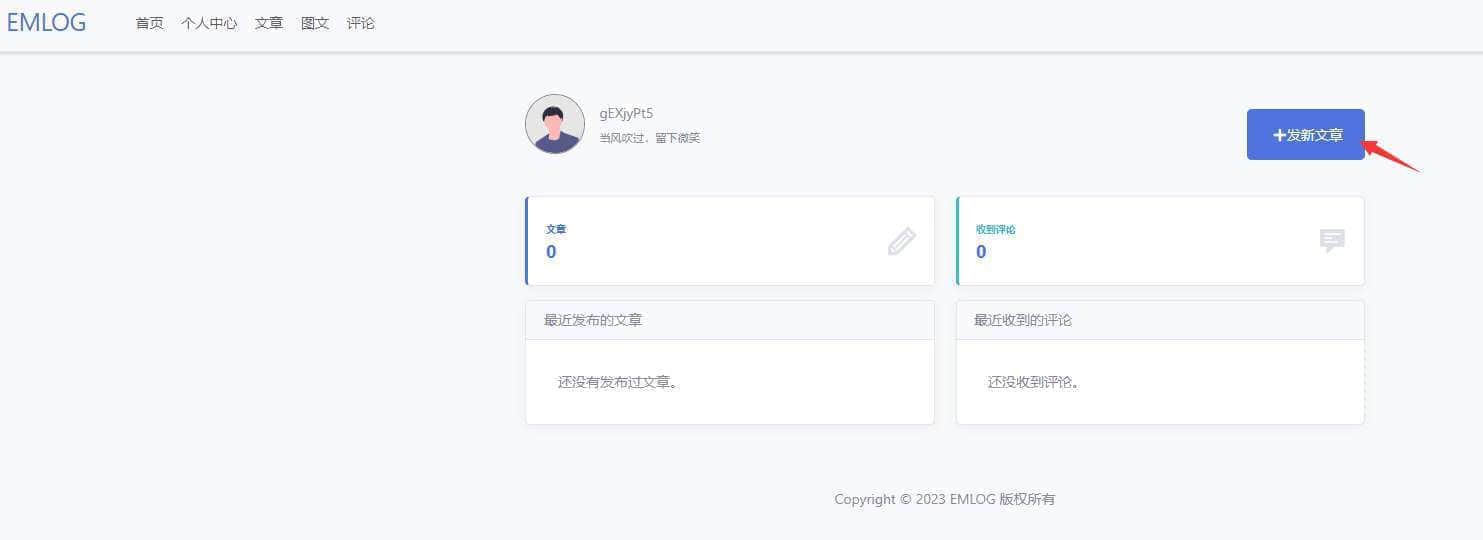 EMLOG 首页 个人中心 文章 图文 评论
gEXjyPt5
当风吹过，留下微笑
+发新文章
文章
0
收到评论
0
最近发布的文章
还没有发布过文章。
最近收到的评论
还没收到评论。
Copyright © 2023 EMLOG 版权所有